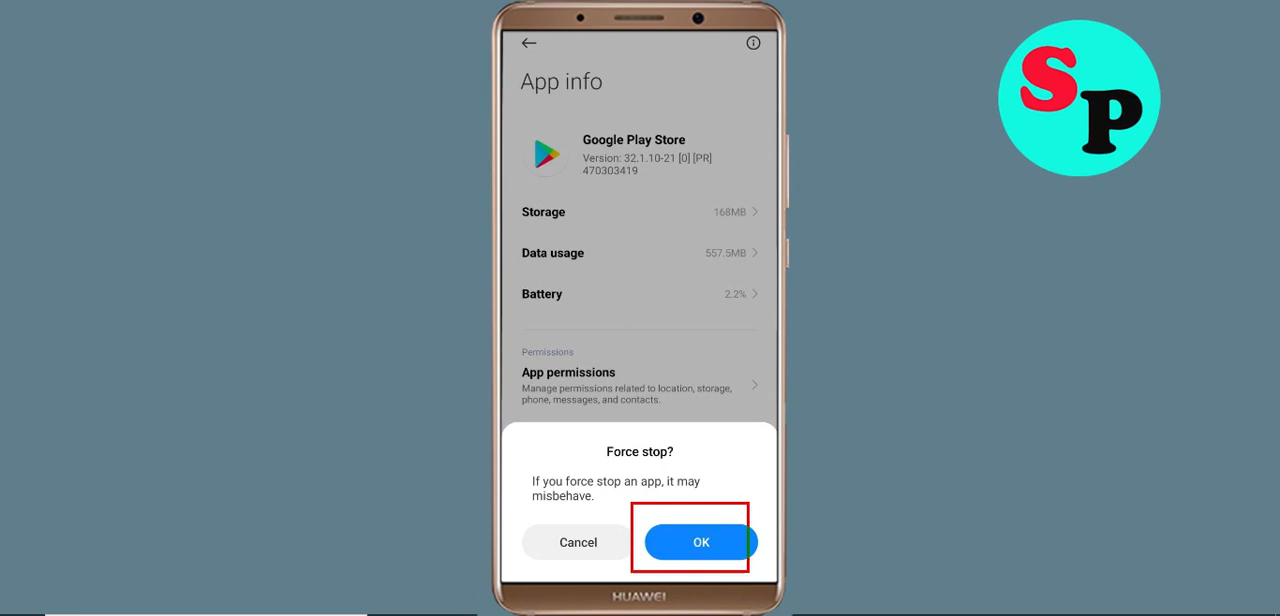 App info
Google Play Store
Version: 32.1.10-21 [0] [PR]
470303419
Storage 168MB
Data usage 557.5MB
Battery 2.2%
Permissions
App permissions
Manage permissions related to location, storage,
phone, messages, and contacts.
Force stop?
If you force stop an app, it may
misbehave.
Cancel OK
HUAWEI
SP